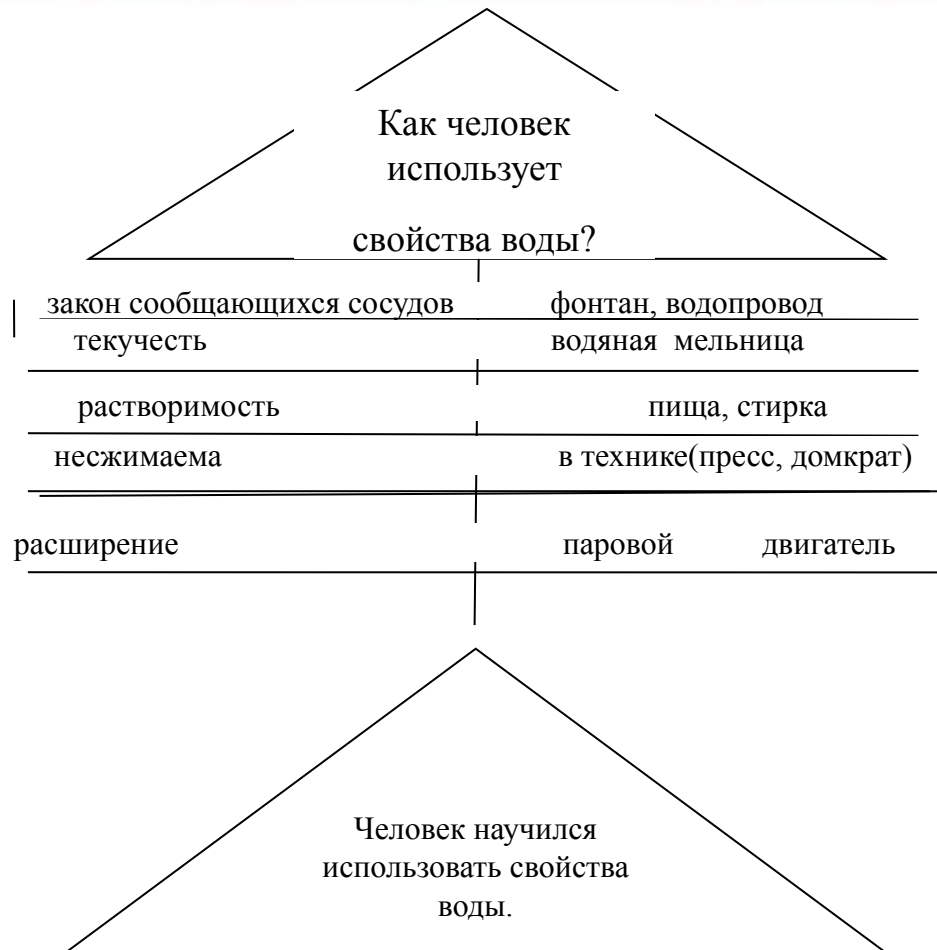 Как человек
использует
свойства воды?
закон сообщающихся сосудов фонтан, водопровод
текучесть водяная мельница
растворимость пища, стирка
несжимаема в технике(пресс, домкрат)
расширение паровой двигатель
Человек научился
использовать свойства
воды.